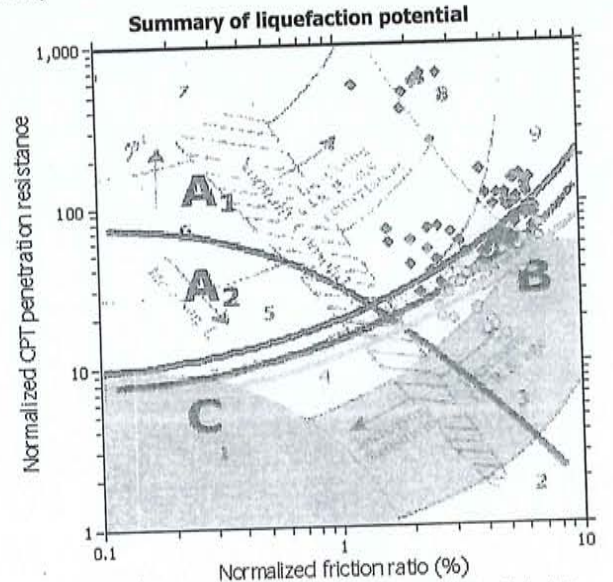 Summary of liquefaction potential
Normalized CPT penetration resistance
1,000
100
10
1
7
8
9
A1
6
A2
5
B
4
3
C
1
2
0.1
1
10
Normalized friction ratio (%)